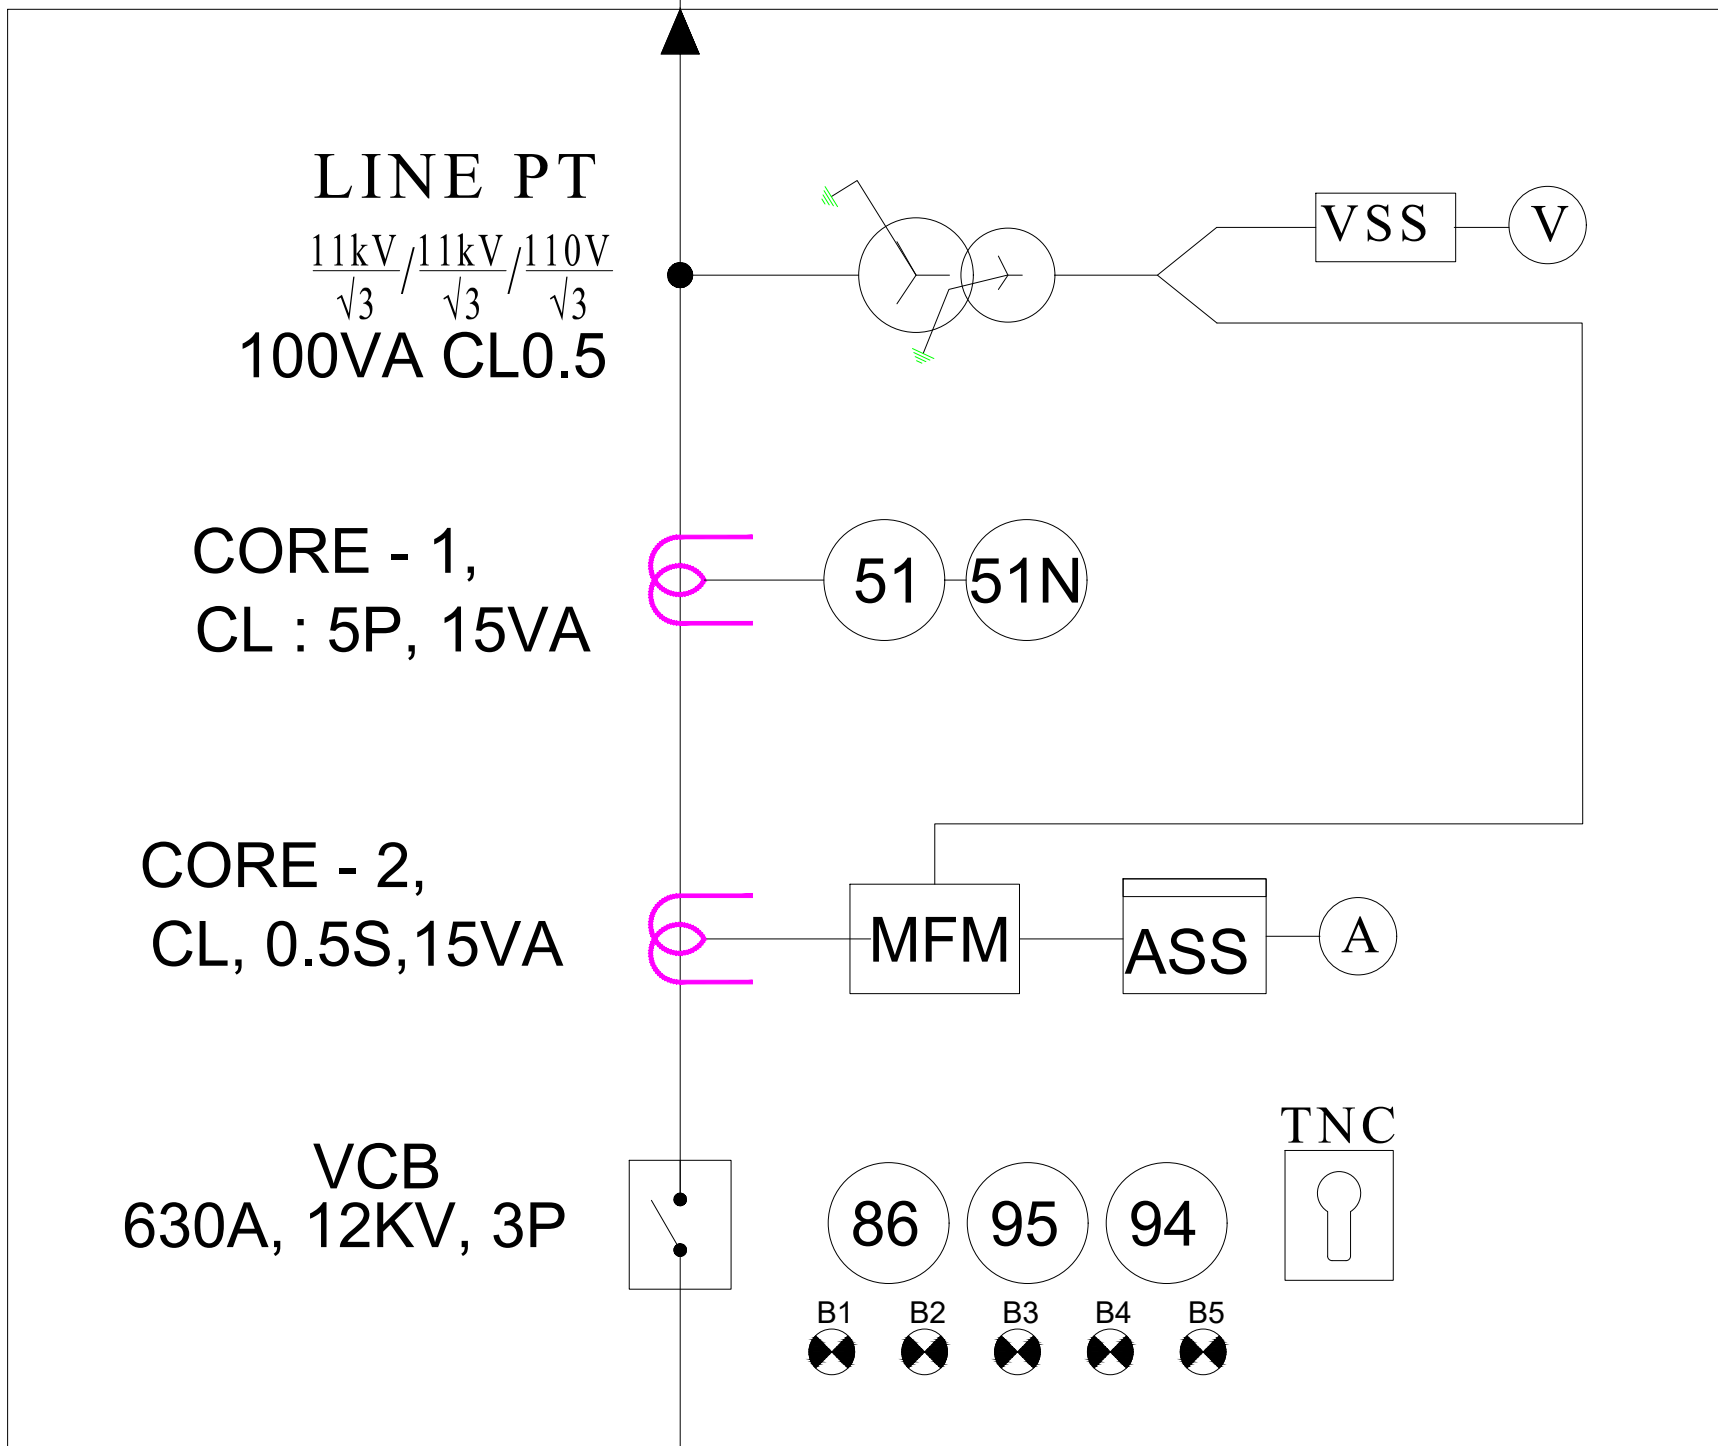 LINE PT
11kV/√3 / 11kV/√3 / 110V/√3
100VA CL0.5
VSS
V
CORE - 1,
CL : 5P, 15VA
51
51N
CORE - 2,
CL, 0.5S,15VA
MFM
ASS
A
VCB
630A, 12KV, 3P
86
95
94
TNC
B1
B2
B3
B4
B5